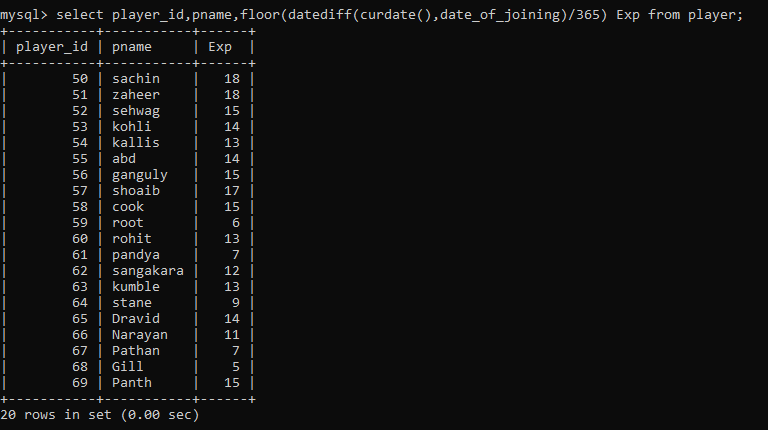 mysql> select player_id,pname,floor(datediff(curdate(),date_of_joining)/365) Exp from player;
+-----------+-----------+------+
| player_id | pname     | Exp  |
+-----------+-----------+------+
|        50 | sachin    |   18 |
|        51 | zaheer    |   18 |
|        52 | sehwag    |   15 |
|        53 | kohli     |   14 |
|        54 | kallis    |   13 |
|        55 | abd       |   14 |
|        56 | ganguly   |   15 |
|        57 | shoaib    |   17 |
|        58 | cook      |   15 |
|        59 | root      |    6 |
|        60 | rohit     |   13 |
|        61 | pandya    |    7 |
|        62 | sangakara |   12 |
|        63 | kumble    |   13 |
|        64 | stane     |    9 |
|        65 | Dravid    |   14 |
|        66 | Narayan   |   11 |
|        67 | Pathan    |    7 |
|        68 | Gill      |    5 |
|        69 | Panth     |   15 |
+-----------+-----------+------+
20 rows in set (0.00 sec)